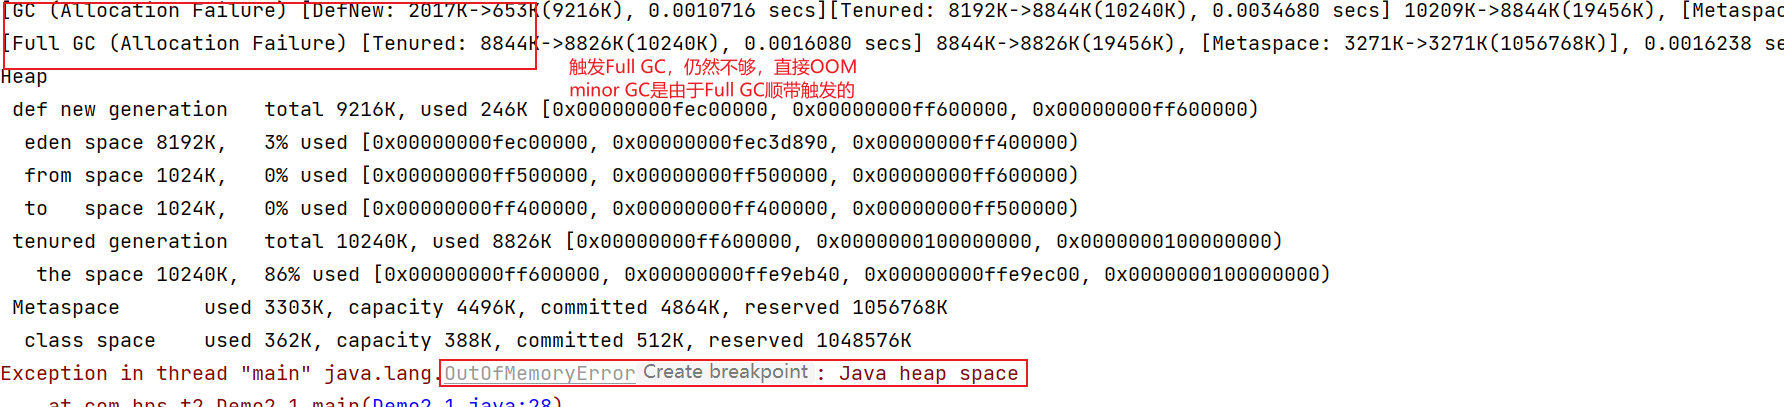 [GC (Allocation Failure) [DefNew: 2017K->653K(9216K), 0.0010716 secs][Tenured: 8192K->8844K(10240K), 0.0034680 secs] 10209K->8844K(19456K), [Metaspac
[Full GC (Allocation Failure) [Tenured: 8844K->8826K(10240K), 0.0016080 secs] 8844K->8826K(19456K), [Metaspace: 3271K->3271K(1056768K)], 0.0016238 se
触发Full GC，仍然不够，直接OOM
Heap
minor GC是由于Full GC顺带触发的
def new generation   total 9216K, used 246K [0x00000000fec00000, 0x00000000ff600000, 0x00000000ff600000)
eden space 8192K,   3% used [0x00000000fec00000, 0x00000000fec3d890, 0x00000000ff400000)
from space 1024K,   0% used [0x00000000ff500000, 0x00000000ff500000, 0x00000000ff600000)
to   space 1024K,   0% used [0x00000000ff400000, 0x00000000ff400000, 0x00000000ff500000)
tenured generation   total 10240K, used 8826K [0x00000000ff600000, 0x0000000100000000, 0x0000000100000000)
the space 10240K,  86% used [0x00000000ff600000, 0x00000000ffe9eb40, 0x00000000ffe9ec00, 0x0000000100000000)
Metaspace       used 3303K, capacity 4496K, committed 4864K, reserved 1056768K
class space    used 362K, capacity 388K, committed 512K, reserved 1048576K
Exception in thread "main" java.lang.OutOfMemoryError Create breakpoint : Java heap space
at com.hps.t2.Demo2_1.main(Demo2_1.java:28)